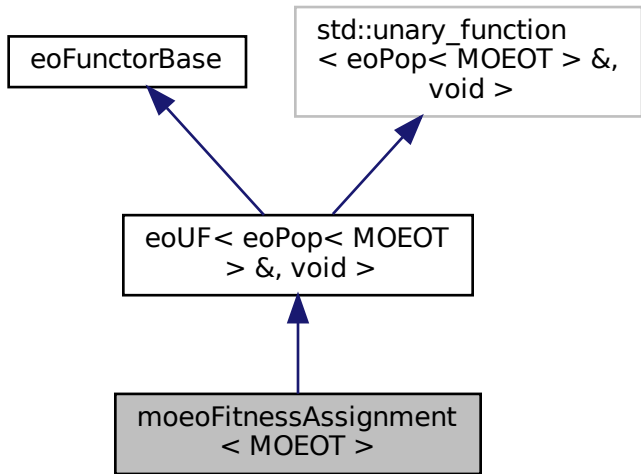 eoFunctorBase
std::unary_function
< eoPop< MOEOT > &,
void >
eoUF< eoPop< MOEOT
> &, void >
moeoFitnessAssignment
< MOEOT >